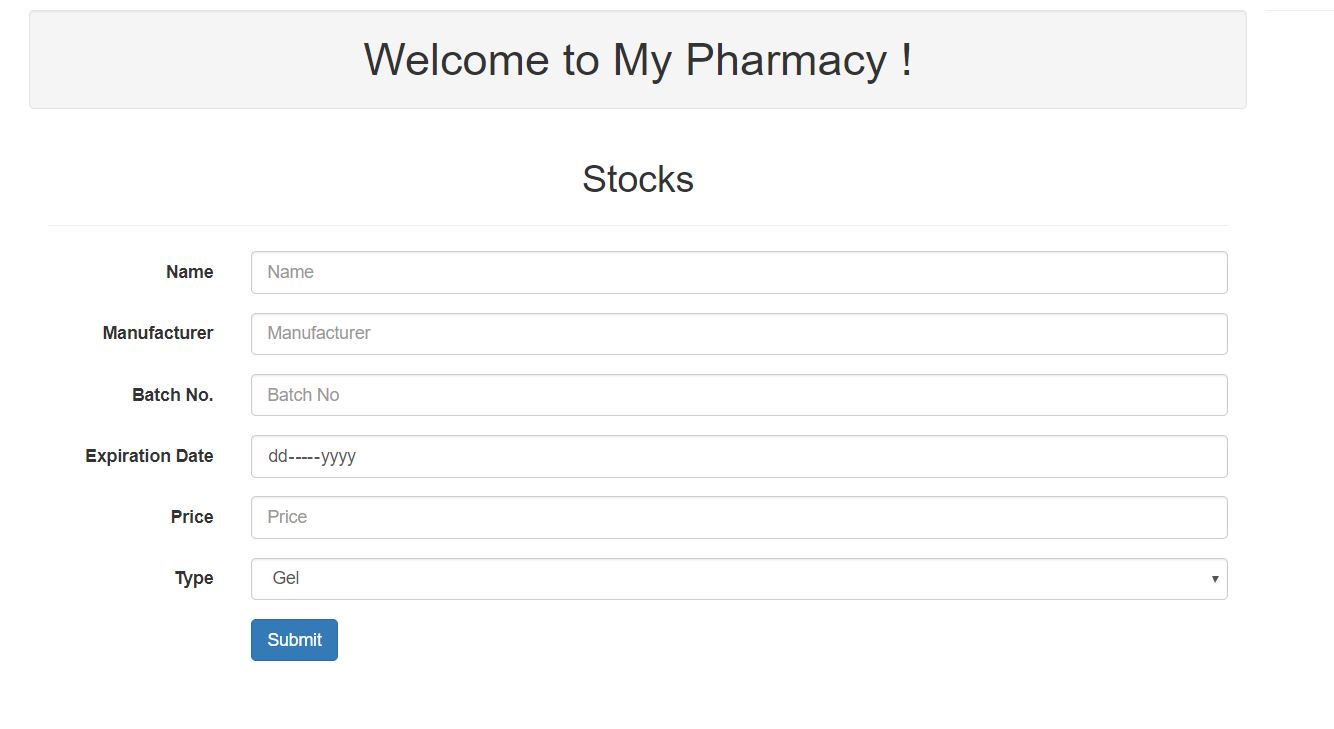 Welcome to My Pharmacy !
Stocks
Name Name
Manufacturer Manufacturer
Batch No. Batch No
Expiration Date dd-----yyyy
Price Price
Type Gel
Submit